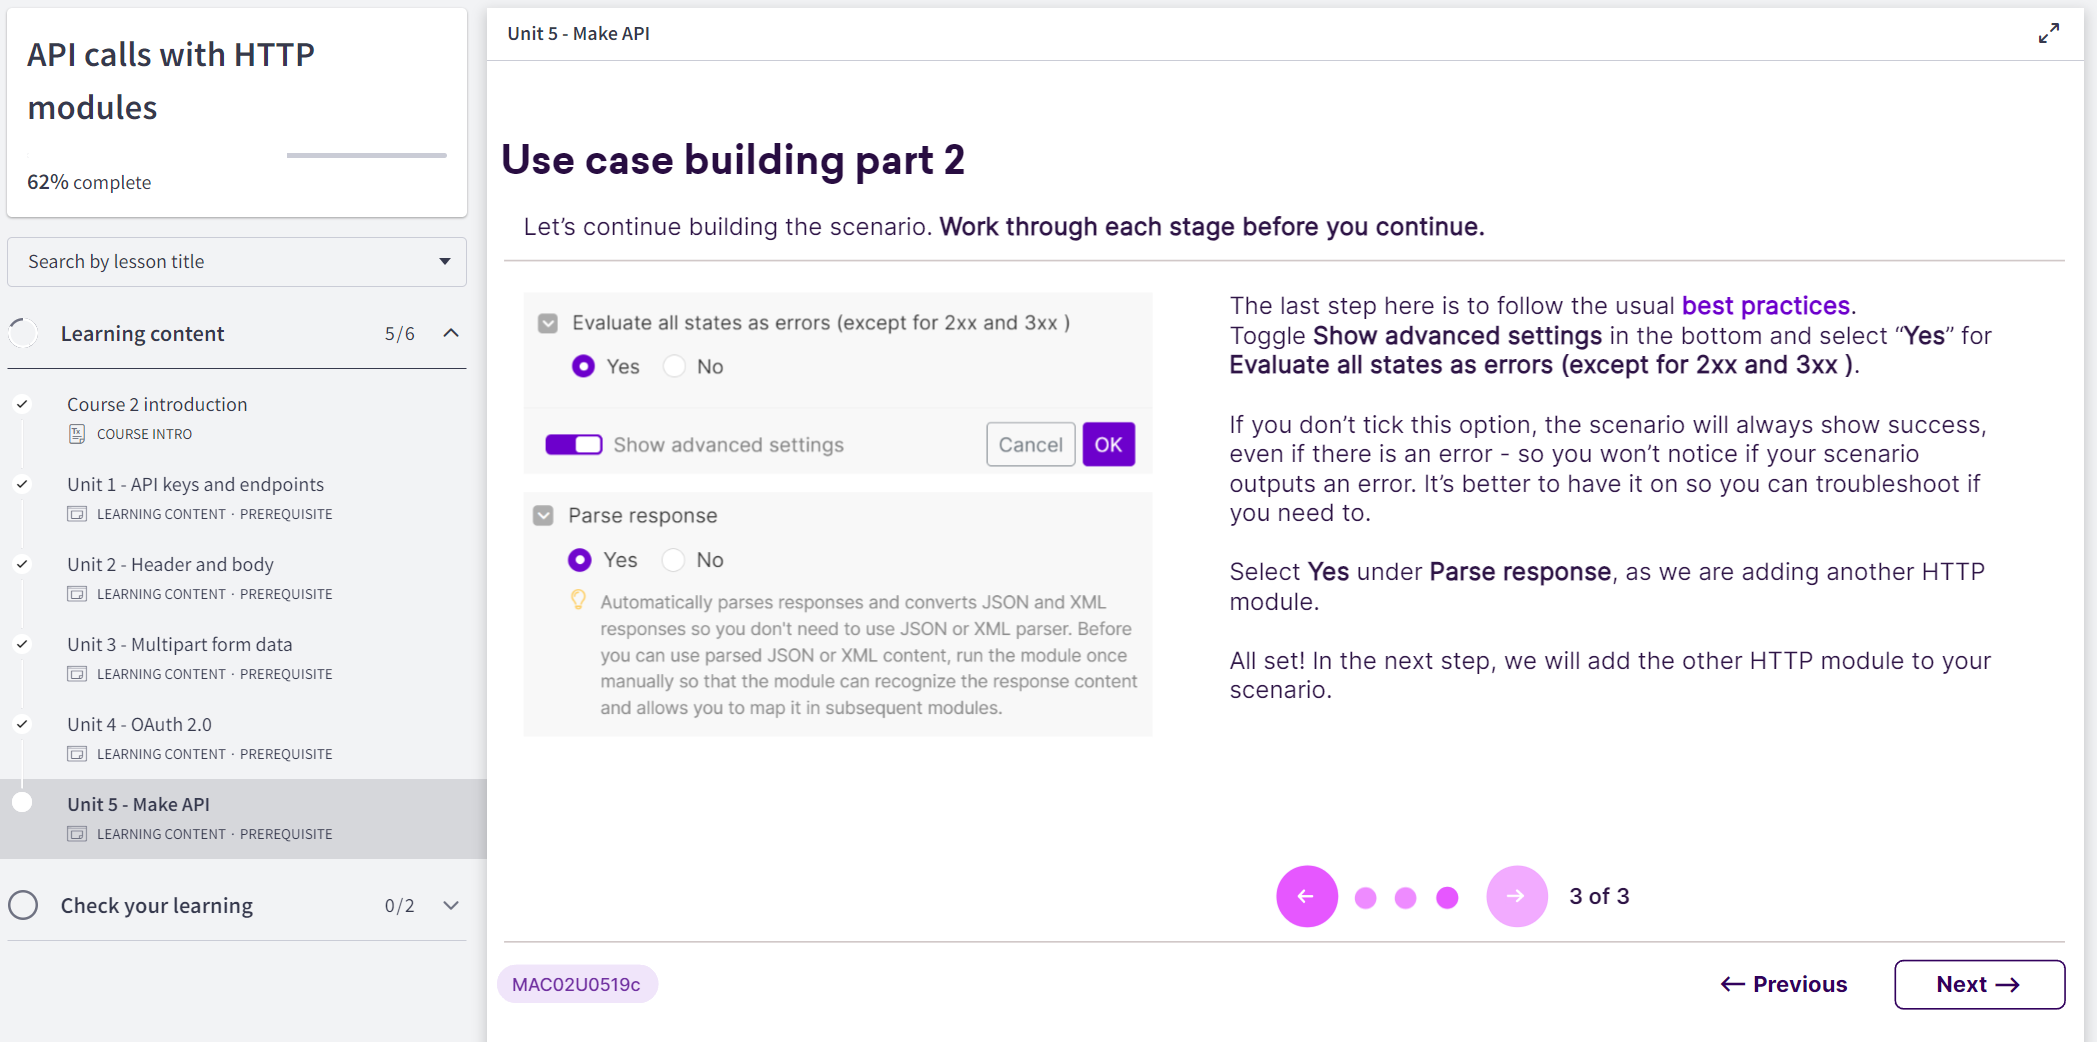 API calls with HTTP
modules
62% complete
Search by lesson title
Learning content 5/6
Course 2 introduction
COURSE INTRO
Unit 1 - API keys and endpoints
LEARNING CONTENT · PREREQUISITE
Unit 2 - Header and body
LEARNING CONTENT · PREREQUISITE
Unit 3 - Multipart form data
LEARNING CONTENT · PREREQUISITE
Unit 4 - OAuth 2.0
LEARNING CONTENT · PREREQUISITE
Unit 5 - Make API
LEARNING CONTENT · PREREQUISITE
Check your learning 0/2
Unit 5 - Make API
Use case building part 2
Let's continue building the scenario. Work through each stage before you continue.
Evaluate all states as errors (except for 2xx and 3xx )
Yes No
Show advanced settings Cancel OK
Parse response
Yes No
Automatically parses responses and converts JSON and XML
responses so you don't need to use JSON or XML parser. Before
you can use parsed JSON or XML content, run the module once
manually so that the module can recognize the response content
and allows you to map it in subsequent modules.
The last step here is to follow the usual best practices.
Toggle Show advanced settings in the bottom and select “Yes” for
Evaluate all states as errors (except for 2xx and 3xx ).
If you don't tick this option, the scenario will always show success,
even if there is an error - so you won't notice if your scenario
outputs an error. It's better to have it on so you can troubleshoot if
you need to.
Select Yes under Parse response, as we are adding another HTTP
module.
All set! In the next step, we will add the other HTTP module to your
scenario.
← → 3 of 3
MAC02U0519c
← Previous Next →